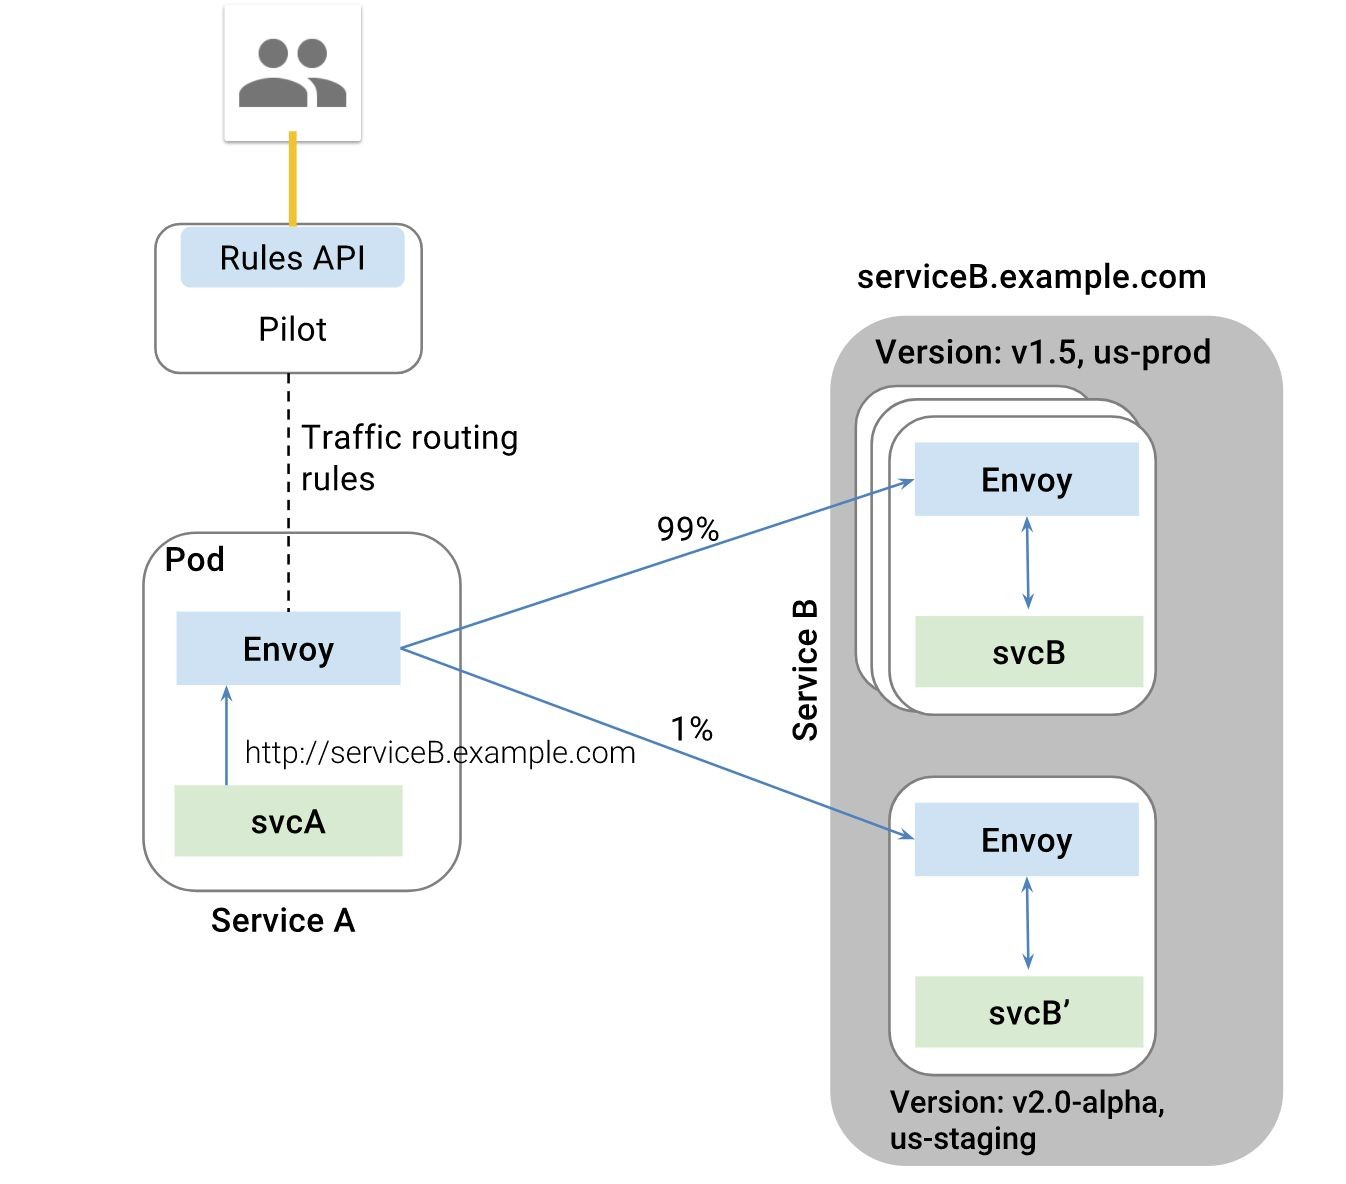 Rules API
Pilot
Traffic routing
rules
Pod
Envoy
http://serviceB.example.com
svcA
Service A
99%
1%
serviceB.example.com
Service B
Version: v1.5, us-prod
Envoy
svcB
Envoy
svcB’
Version: v2.0-alpha,
us-staging